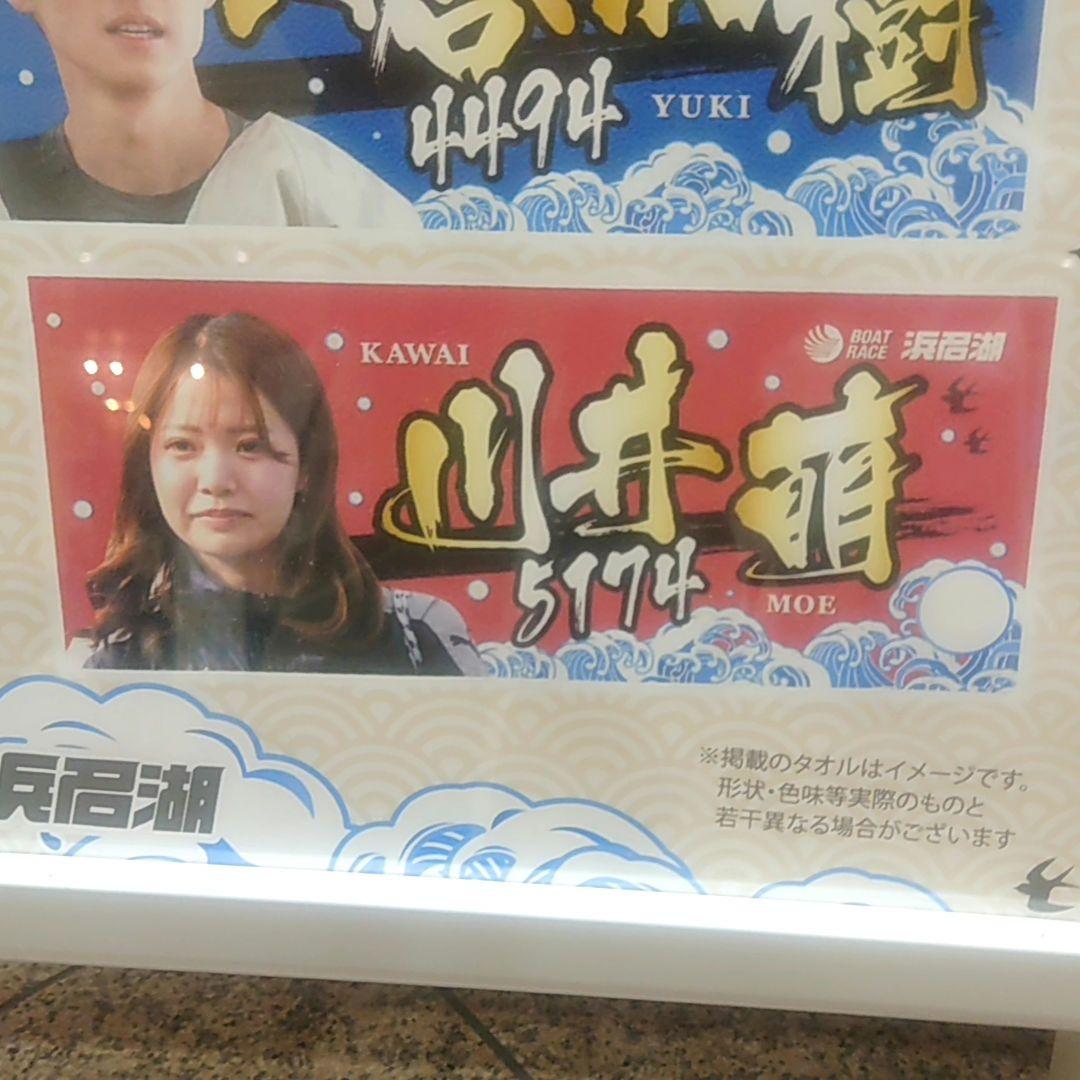 樹
4494 YUKI
KAWAI
BOAT RACE 浜名湖
川井 萌
5174
MOE
浜名湖
※掲載のタオルはイメージです。
形状・色味等実際のものと
若干異なる場合がございます